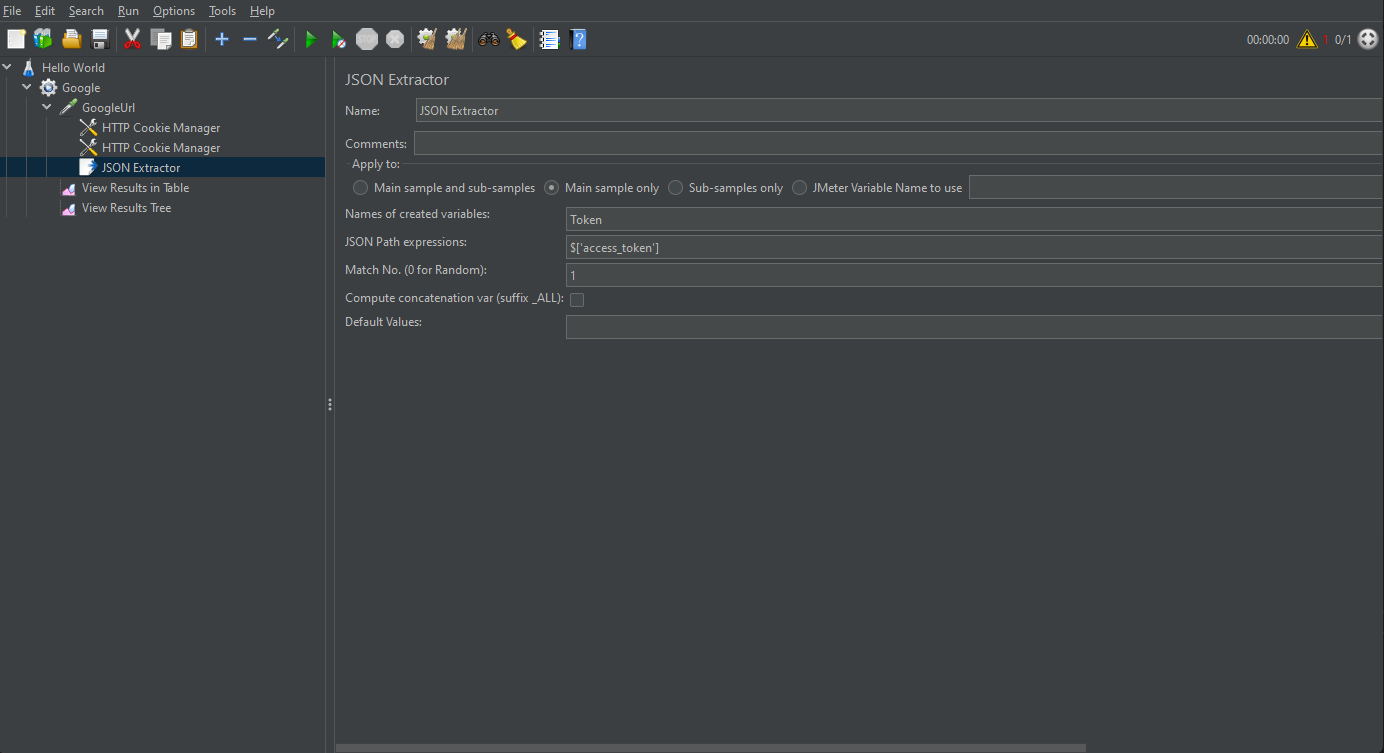 File Edit Search Run Options Tools Help
STOP 00:00:00 1 0/1
Hello World
Google
GoogleUrl
HTTP Cookie Manager
HTTP Cookie Manager
JSON Extractor
View Results in Table
View Results Tree
JSON Extractor
Name: JSON Extractor
Comments:
Apply to:
Main sample and sub-samples Main sample only Sub-samples only JMeter Variable Name to use
Names of created variables: Token
JSON Path expressions: $['access_token']
Match No. (0 for Random): 1
Compute concatenation var (suffix _ALL):
Default Values: